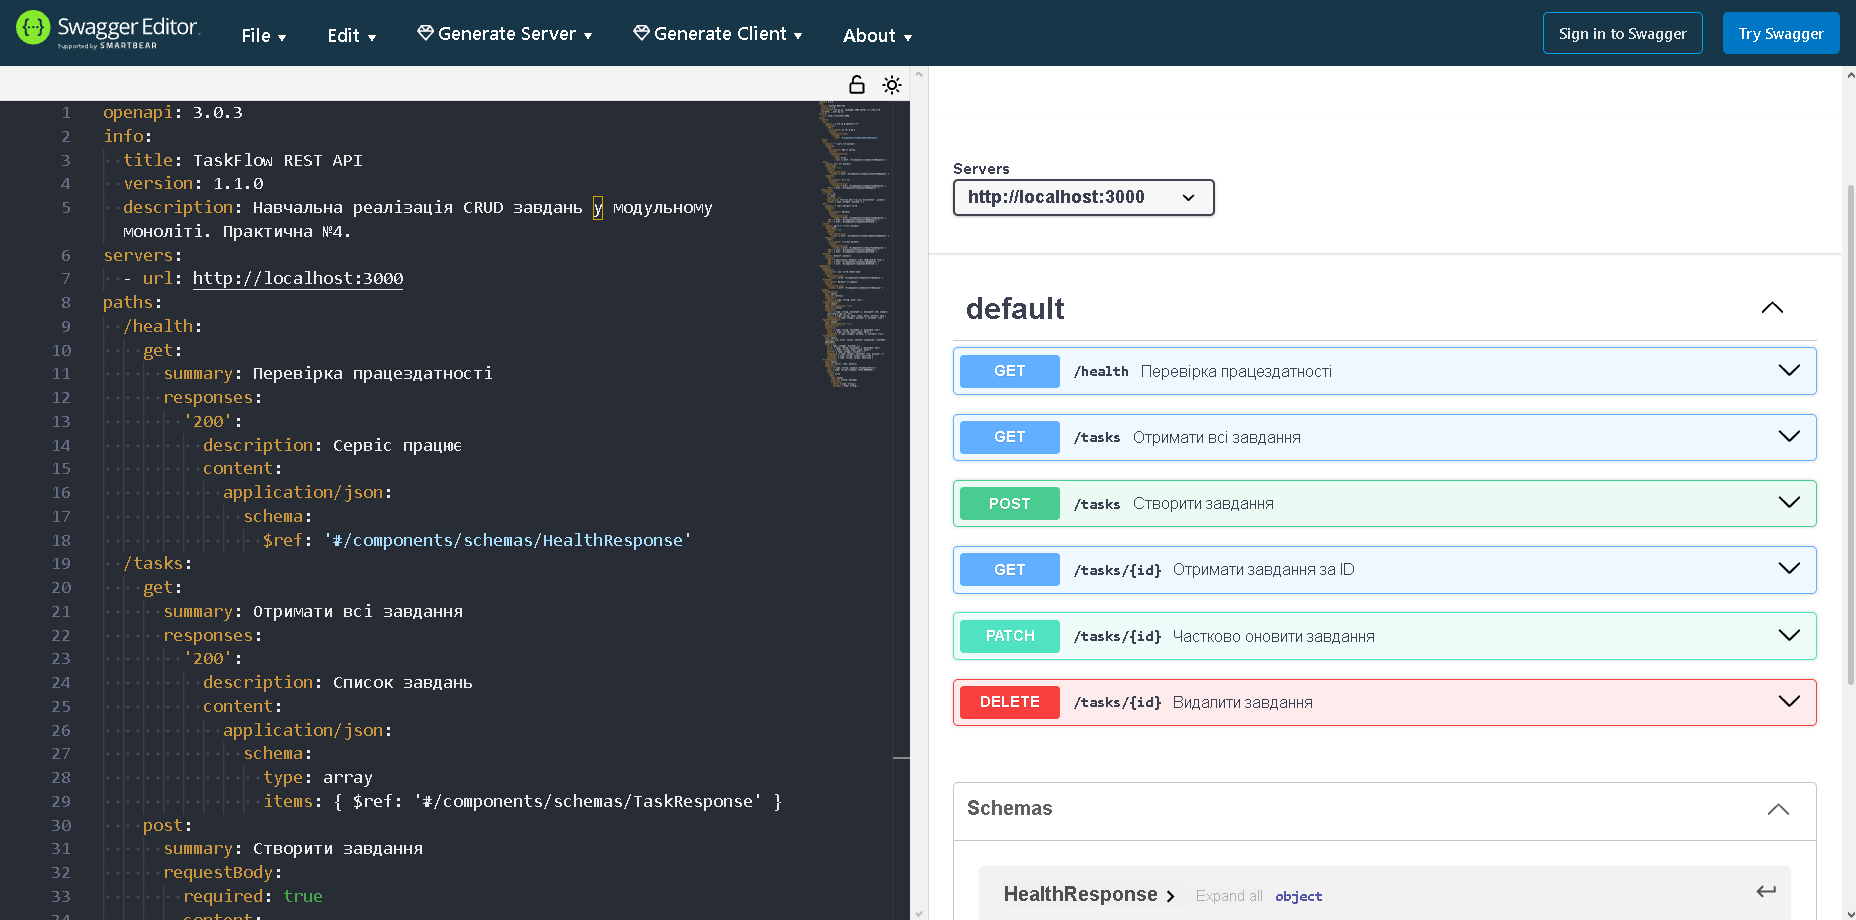 Swagger Editor
Supported by SMARTBEAR
File
Edit
Generate Server
Generate Client
About
Sign in to Swagger
Try Swagger
1 openapi: 3.0.3
2 info:
3 title: TaskFlow REST API
4 version: 1.1.0
5 description: Навчальна реалізація CRUD завдань у модульному
моноліті. Практична №4.
6 servers:
7 - url: http://localhost:3000
8 paths:
9 /health:
10 get:
11 summary: Перевірка працездатності
12 responses:
13 '200':
14 description: Сервіс працює
15 content:
16 application/json:
17 schema:
18 $ref: '#/components/schemas/HealthResponse'
19 /tasks:
20 get:
21 summary: Отримати всі завдання
22 responses:
23 '200':
24 description: Список завдань
25 content:
26 application/json:
27 schema:
28 type: array
29 items: { $ref: '#/components/schemas/TaskResponse' }
30 post:
31 summary: Створити завдання
32 requestBody:
33 required: true
34 content:
Servers
http://localhost:3000
default
GET /health Перевірка працездатності
GET /tasks Отримати всі завдання
POST /tasks Створити завдання
GET /tasks/{id} Отримати завдання за ID
PATCH /tasks/{id} Частково оновити завдання
DELETE /tasks/{id} Видалити завдання
Schemas
HealthResponse Expand all object